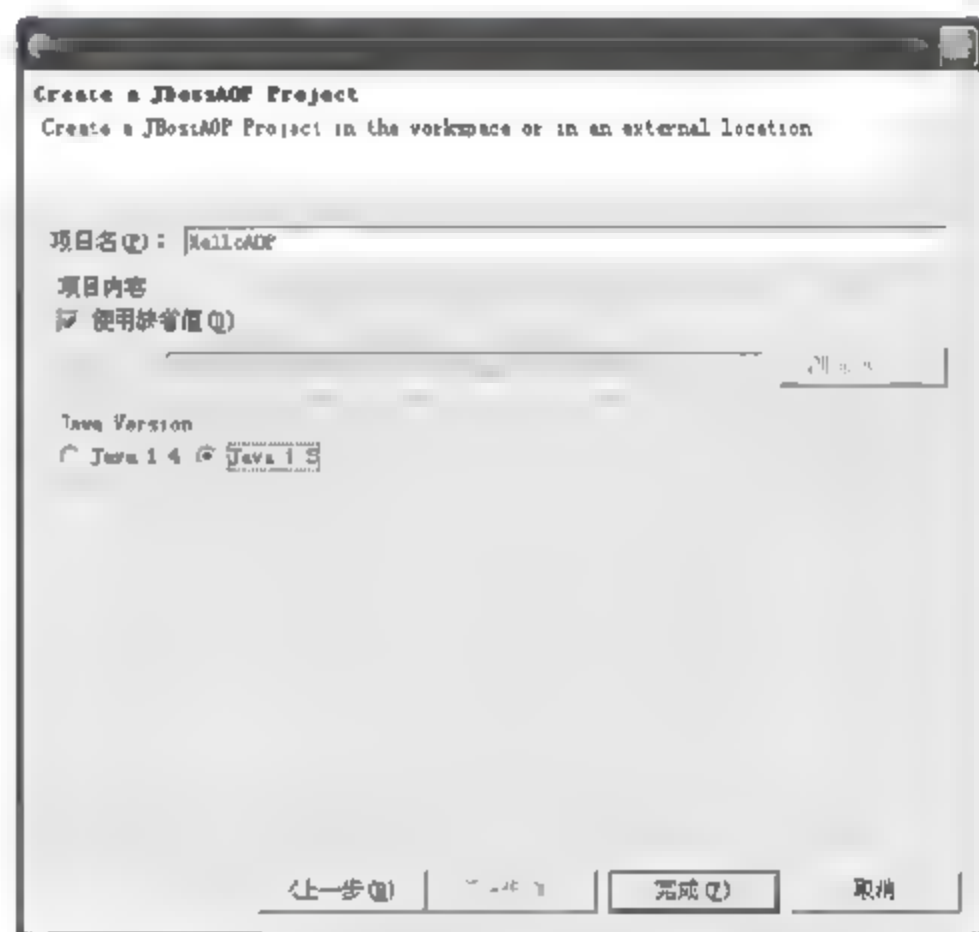 Create a JBossAOP Project
Create a JBossAOP Project in the workspace or in an external location
项目名(P)： HelloAOP
项目内容
使用缺省值(D)
Java Version
Java 1.4 Java 1.5
<上一步(B)
完成(F)
取消